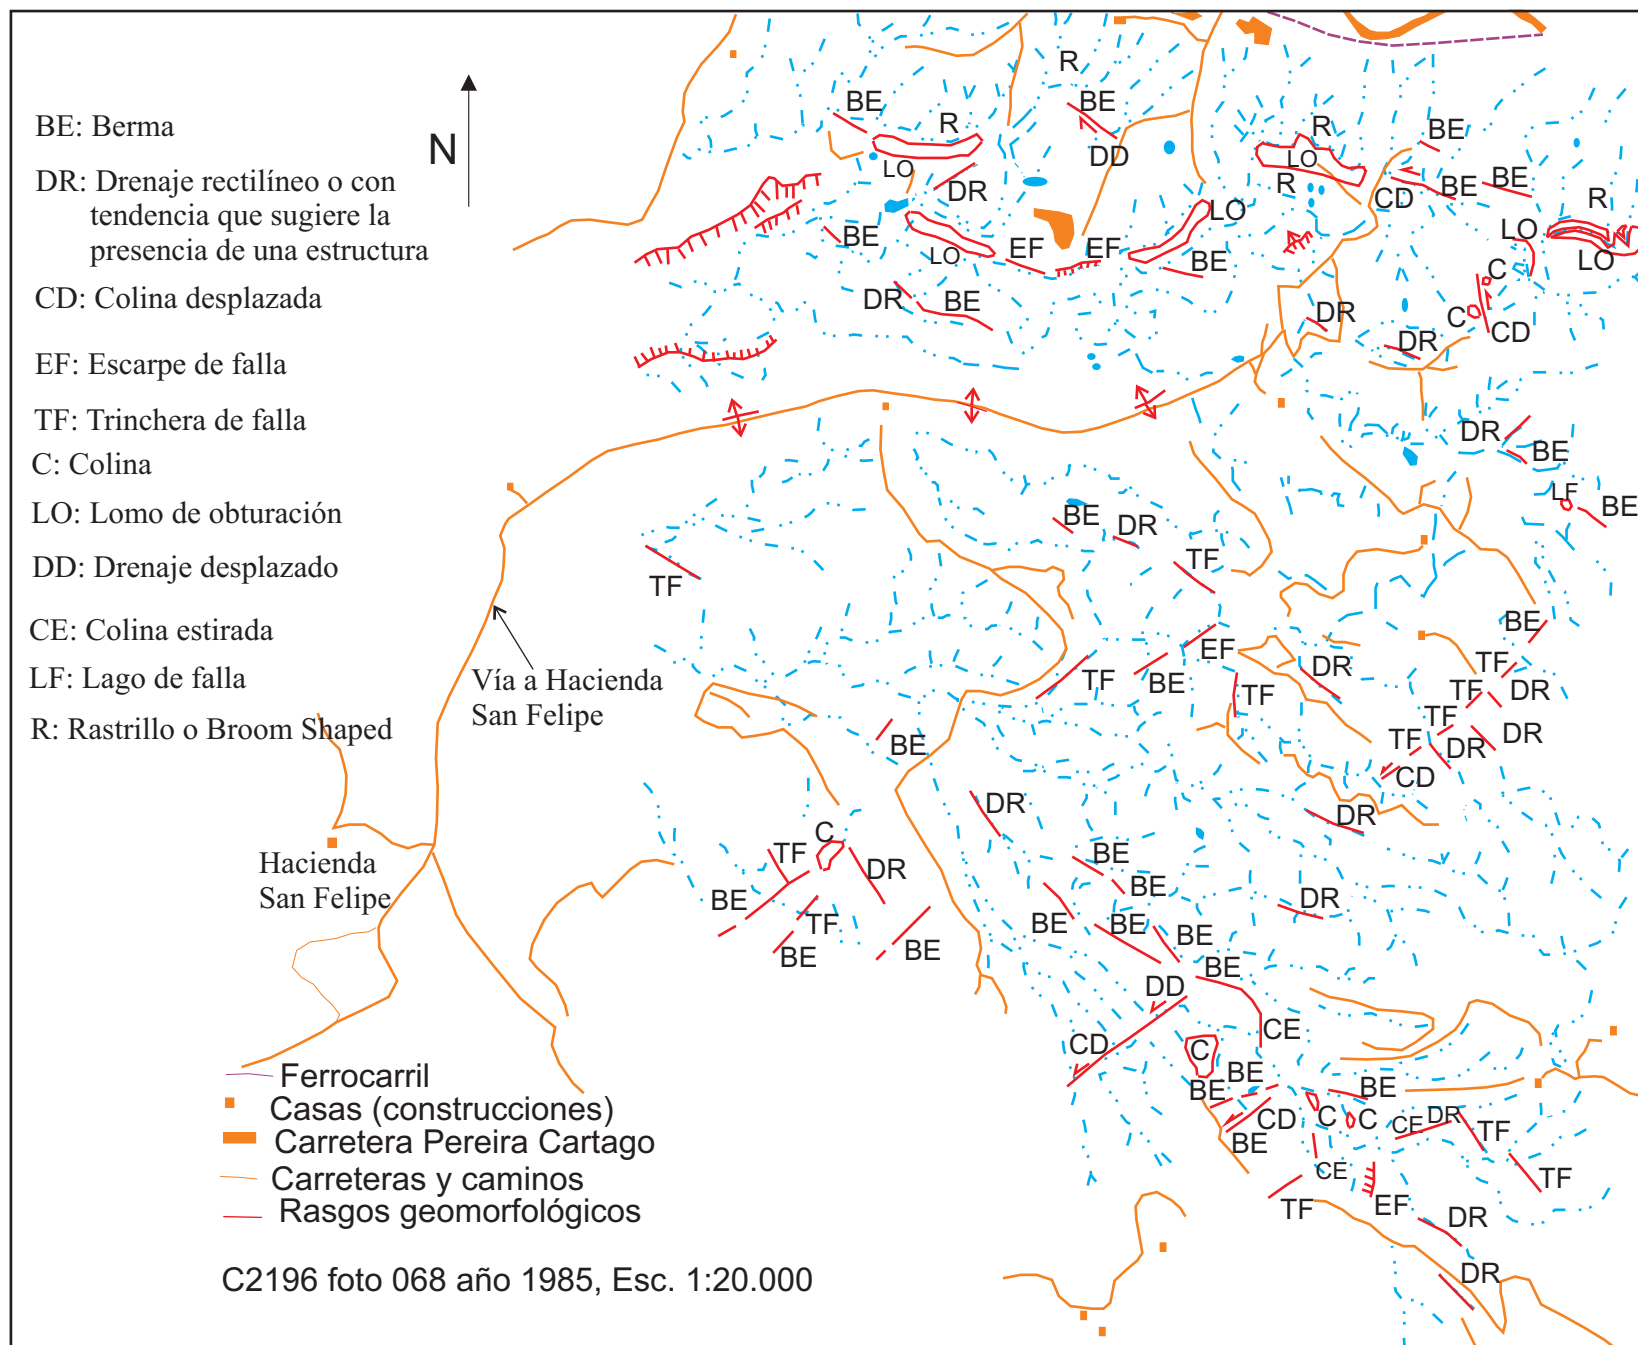 BE: Berma
DR: Drenaje rectilíneo o con
tendencia que sugiere la
presencia de una estructura
CD: Colina desplazada
EF: Escarpe de falla
TF: Trinchera de falla
C: Colina
LO: Lomo de obturación
DD: Drenaje desplazado
CE: Colina estirada
LF: Lago de falla
R: Rastrillo o Broom Shaped
N
Vía a Hacienda
San Felipe
Hacienda
San Felipe
Ferrocarril
Casas (construcciones)
Carretera Pereira Cartago
Carreteras y caminos
Rasgos geomorfológicos
C2196 foto 068 año 1985, Esc. 1:20.000
R
BE
BE
R
R
BE
DD
LO
LO
DR
R
CD
BE
BE
R
LO
BE
LO
EF
EF
BE
LO
LO
C
DR
BE
DR
C
CD
DR
DR
BE
LF
BE
BE
DR
TF
TF
BE
EF
TF
BE
TF
DR
TF
TF
DR
TF
DR
TF
DR
CD
BE
DR
DR
C
TF
DR
BE
BE
BE
TF
BE
BE
BE
BE
BE
DR
BE
DD
CE
CD
C
BE
BE
BE
CD
BE
C
C
CE
DR
TF
CE
TF
TF
EF
DR
DR